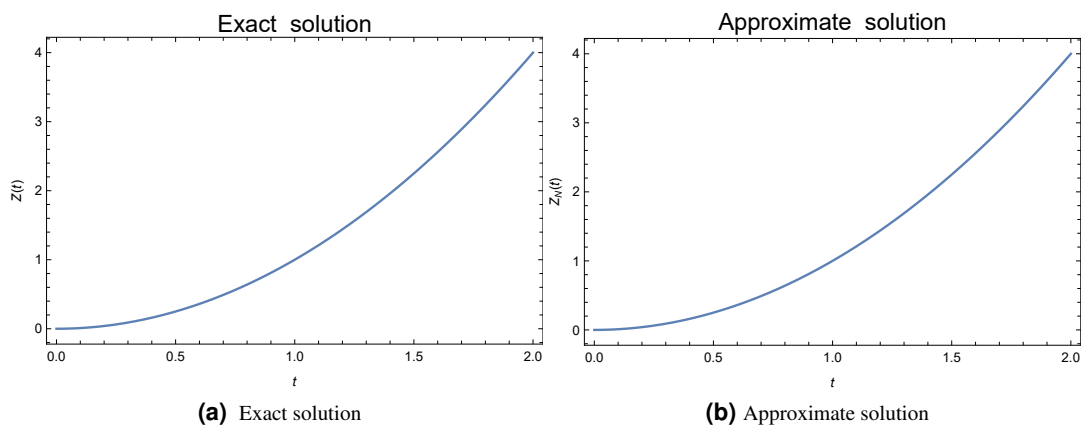 Exact solution
Approximate solution
4
3
2
1
0
Z(t)
0.0 0.5 1.0 1.5 2.0
t
4
3
2
1
0
Z_N(t)
0.0 0.5 1.0 1.5 2.0
t
(a) Exact solution
(b) Approximate solution